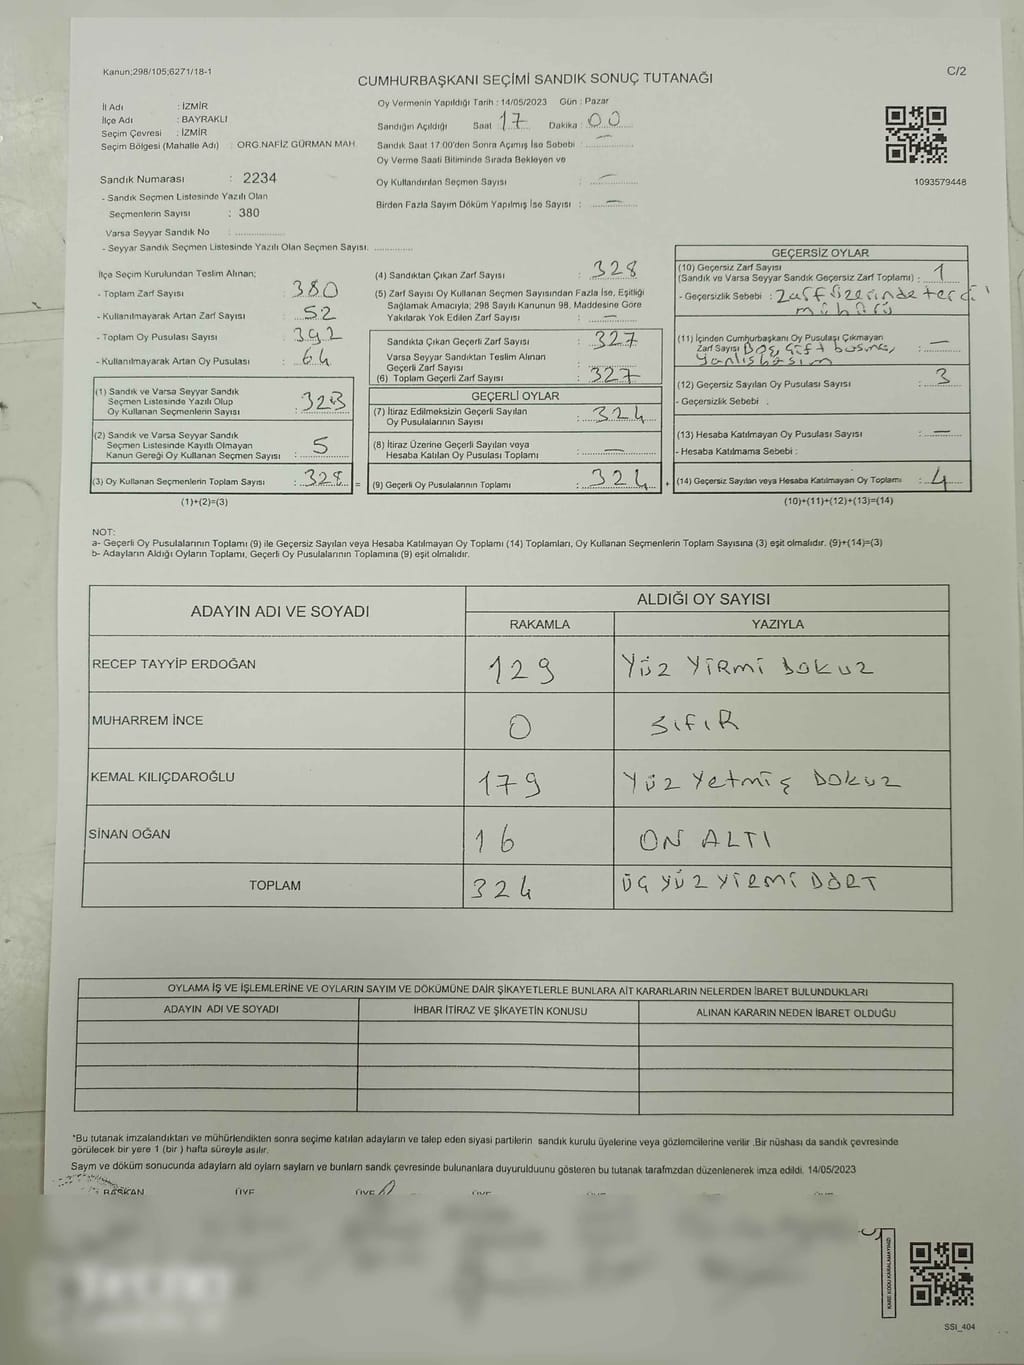 Kanun;298/105;6271/18-1
C/2
CUMHURBAŞKANI SEÇİMİ SANDIK SONUÇ TUTANAĞI
İl Adı : İZMİR
İlçe Adı : BAYRAKLI
Seçim Çevresi : İZMİR
Seçim Bölgesi (Mahalle Adı) : ORG.NAFİZ GÜRMAN MAH.
Oy Vermenin Yapıldığı Tarih : 14/05/2023 Gün : Pazar
Sandığın Açıldığı Saat 17 Dakika : 00
Sandık Saat 17.00'den Sonra Açımış İse Sebebi : —
Oy Verme Saati Bitiminde Sırada Bekleyen ve
Oy Kullandırılan Seçmen Sayısı : —
Birden Fazla Sayım Döküm Yapılmış İse Sayısı : —
1093579448
Sandık Numarası : 2234
- Sandık Seçmen Listesinde Yazılı Olan
Seçmenlerin Sayısı : 380
Varsa Seyyar Sandık No :
- Seyyar Sandık Seçmen Listesinde Yazılı Olan Seçmen Sayısı:
İlçe Seçim Kurulundan Teslim Alınan;
- Toplam Zarf Sayısı : 380
- Kullanılmayarak Artan Zarf Sayısı : 52
- Toplam Oy Pusulası Sayısı : 392
- Kullanılmayarak Artan Oy Pusulası : 64
(1) Sandık ve Varsa Seyyar Sandık
Seçmen Listesinde Yazılı Olup
Oy Kullanan Seçmenlerin Sayısı : 323
(2) Sandık ve Varsa Seyyar Sandık
Seçmen Listesinde Kayıtlı Olmayan
Kanun Gereği Oy Kullanan Seçmen Sayısı : 5
(3) Oy Kullanan Seçmenlerin Toplam Sayısı : 328 =
(1)+(2)=(3)
(4) Sandıktan Çıkan Zarf Sayısı : 328
(5) Zarf Sayısı Oy Kullanan Seçmen Sayısından Fazla İse, Eşitliği
Sağlamak Amacıyla; 298 Sayılı Kanunun 98. Maddesine Göre
Yakılarak Yok Edilen Zarf Sayısı : —
Sandıkta Çıkan Geçerli Zarf Sayısı : 327
Varsa Seyyar Sandıktan Teslim Alınan
Geçerli Zarf Sayısı :
(6) Toplam Geçerli Zarf Sayısı : 327
GEÇERLİ OYLAR
(7) İtiraz Edilmeksizin Geçerli Sayılan
Oy Pusulalarının Sayısı : 324
(8) İtiraz Üzerine Geçerli Sayılan veya
Hesaba Katılan Oy Pusulası Toplamı : —
(9) Geçerli Oy Pusulalarının Toplamı : 324 +
GEÇERSİZ OYLAR
(10) Geçersiz Zarf Sayısı
(Sandık ve Varsa Seyyar Sandık Geçersiz Zarf Toplamı) : 1
- Geçersizlik Sebebi : Zarf üzerinde
mührü
(11) İçinden Cumhurbaşkanı Oy Pusulası Çıkmayan
Zarf Sayısı : —
Boş, çift
yanlış basım
(12) Geçersiz Sayılan Oy Pusulası Sayısı : 3
- Geçersizlik Sebebi :
(13) Hesaba Katılmayan Oy Pusulası Sayısı : —
- Hesaba Katılmama Sebebi :
(14) Geçersiz Sayılan veya Hesaba Katılmayan Oy Toplamı : 4
(10)+(11)+(12)+(13)=(14)
NOT:
a- Geçerli Oy Pusulalarının Toplamı (9) ile Geçersiz Sayılan veya Hesaba Katılmayan Oy Toplamı (14) Toplamları, Oy Kullanan Seçmenlerin Toplam Sayısına (3) eşit olmalıdır. (9)+(14)=(3)
b- Adayların Aldığı Oyların Toplamı, Geçerli Oy Pusulalarının Toplamına (9) eşit olmalıdır.
ADAYIN ADI VE SOYADI
ALDIĞI OY SAYISI
RAKAMLA YAZIYLA
RECEP TAYYİP ERDOĞAN 129 YÜZ YİRMİ DOKUZ
MUHARREM İNCE 0 SIFIR
KEMAL KILIÇDAROĞLU 179 YÜZ YETMİŞ DOKUZ
SİNAN OĞAN 16 ON ALTI
TOPLAM 324 ÜÇ YÜZ YİRMİ DÖRT
OYLAMA İŞ VE İŞLEMLERİNE VE OYLARIN SAYIM VE DÖKÜMÜNE DAİR ŞİKAYETLERLE BUNLARA AİT KARARLARIN NELERDEN İBARET BULUNDUKLARI
ADAYIN ADI VE SOYADI İHBAR İTİRAZ VE ŞİKAYETİN KONUSU ALINAN KARARIN NEDEN İBARET OLDUĞU
*Bu tutanak imzalandıktan ve mühürlendikten sonra seçime katılan adayların ve talep eden siyasi partilerin sandık kurulu üyelerine veya gözlemcilerine verilir .Bir nüshası da sandık çevresinde
görülecek bir yere 1 (bir ) hafta süreyle asılır.
Saym ve döküm sonucunda adaylarn ald oylarn saylarn ve bunlarn sandk çevresinde bulunanlara duyurulduunu gösteren bu tutanak tarafmzdan düzenlenerek imza edildi. 14/05/2023
BAŞKAN ÜYE ÜYE ÜYE ÜYE ÜYE
KARE KODU KARALAMAYINIZ!
SSI_404